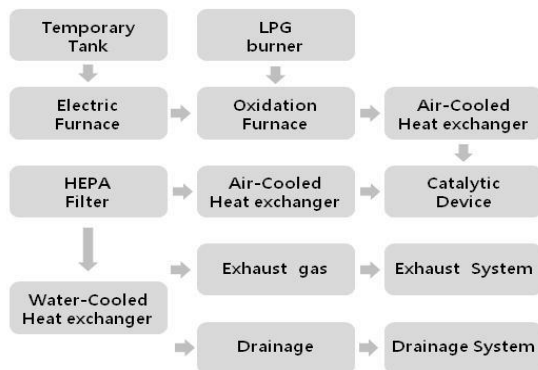 Temporary
Tank
LPG
burner
Electric
Furnace
Oxidation
Furnace
Air-Cooled
Heat exchanger
HEPA
Filter
Air-Cooled
Heat exchanger
Catalytic
Device
Exhaust gas
Exhaust System
Water-Cooled
Heat exchanger
Drainage
Drainage System